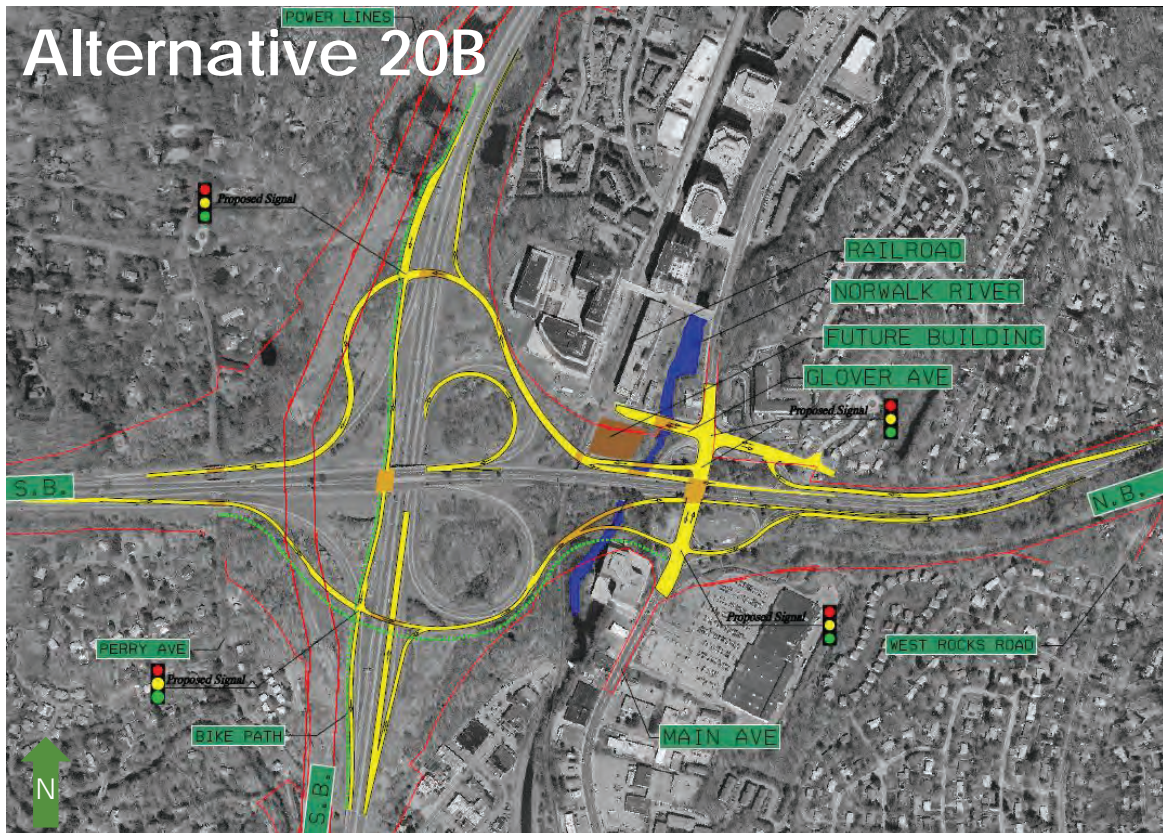 POWER LINES
Alternative 20B
Proposed Signal
RAILROAD
NORWALK RIVER
FUTURE BUILDING
GLOVER AVE
Proposed Signal
S.B.
N.B.
Proposed Signal
PERRY AVE
WEST ROCKS ROAD
Proposed Signal
BIKE PATH
MAIN AVE
S.B.
N